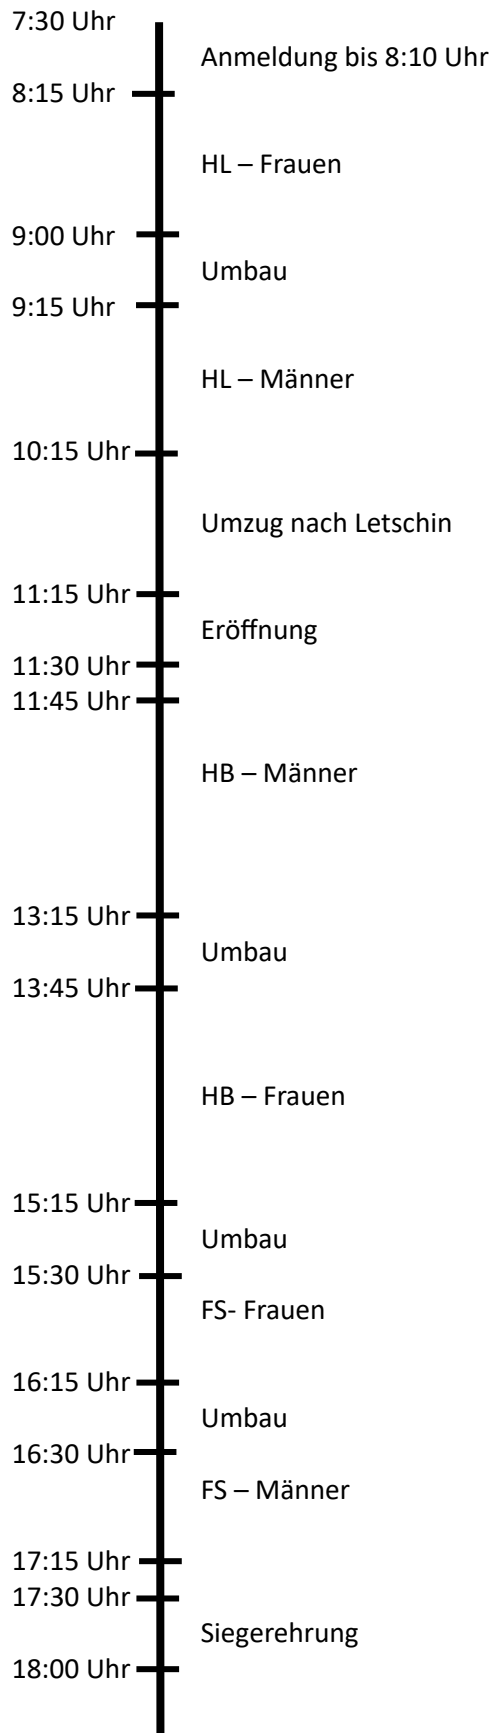 7:30 Uhr
Anmeldung bis 8:10 Uhr
8:15 Uhr
HL – Frauen
9:00 Uhr
Umbau
9:15 Uhr
HL – Männer
10:15 Uhr
Umzug nach Letschin
11:15 Uhr
Eröffnung
11:30 Uhr
11:45 Uhr
HB – Männer
13:15 Uhr
Umbau
13:45 Uhr
HB – Frauen
15:15 Uhr
Umbau
15:30 Uhr
FS- Frauen
16:15 Uhr
Umbau
16:30 Uhr
FS – Männer
17:15 Uhr
17:30 Uhr
Siegerehrung
18:00 Uhr